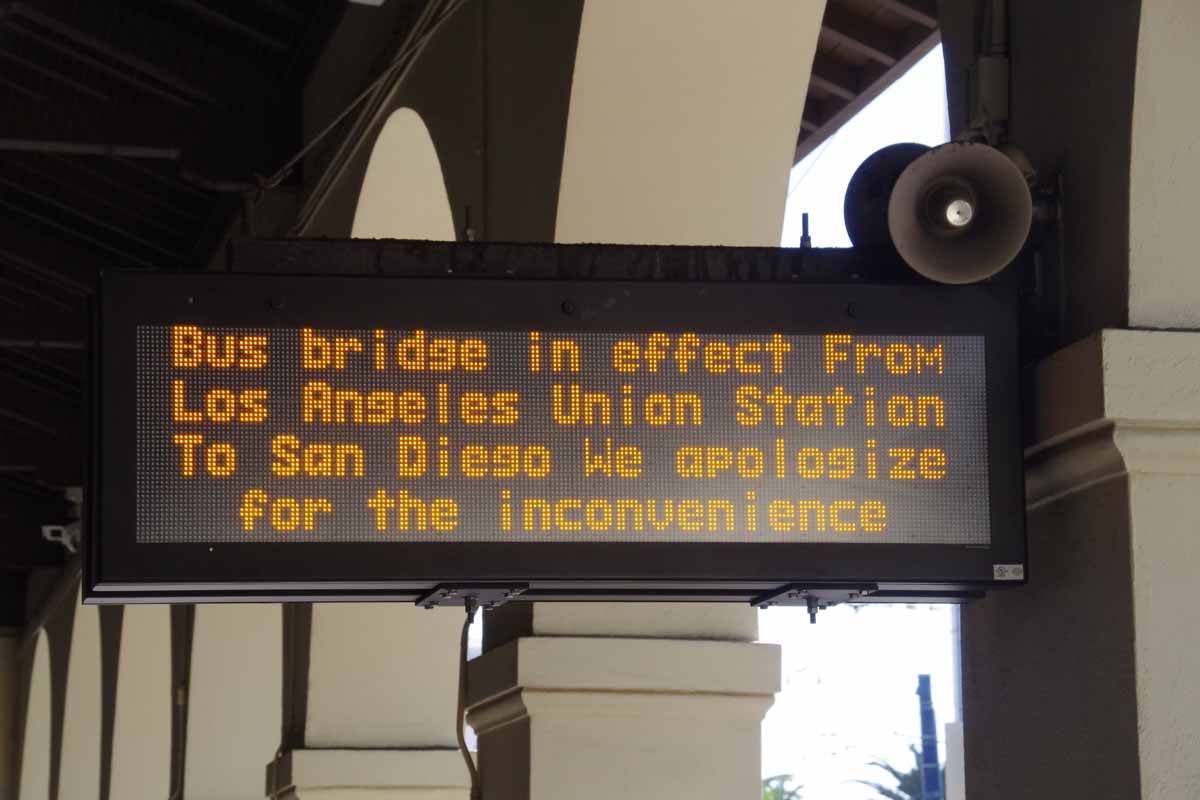 Bus bridge in effect From
Los Angeles Union Station
To San Diego We apologize
for the inconvenience